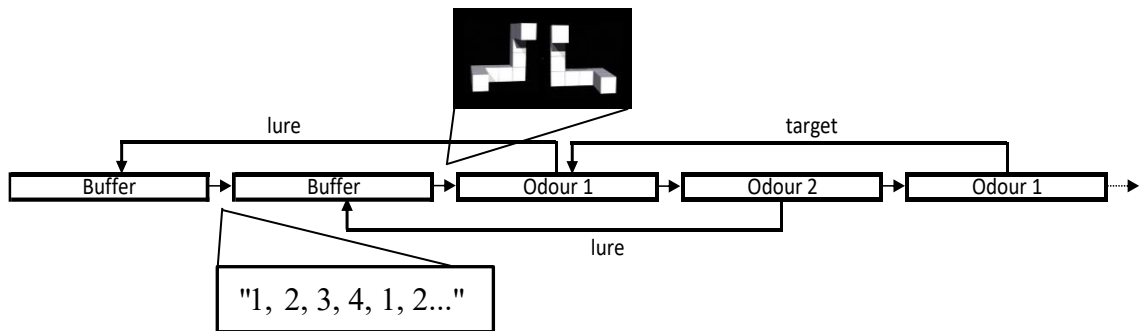 lure
target
Buffer
Buffer
Odour 1
Odour 2
Odour 1
lure
"1, 2, 3, 4, 1, 2..."